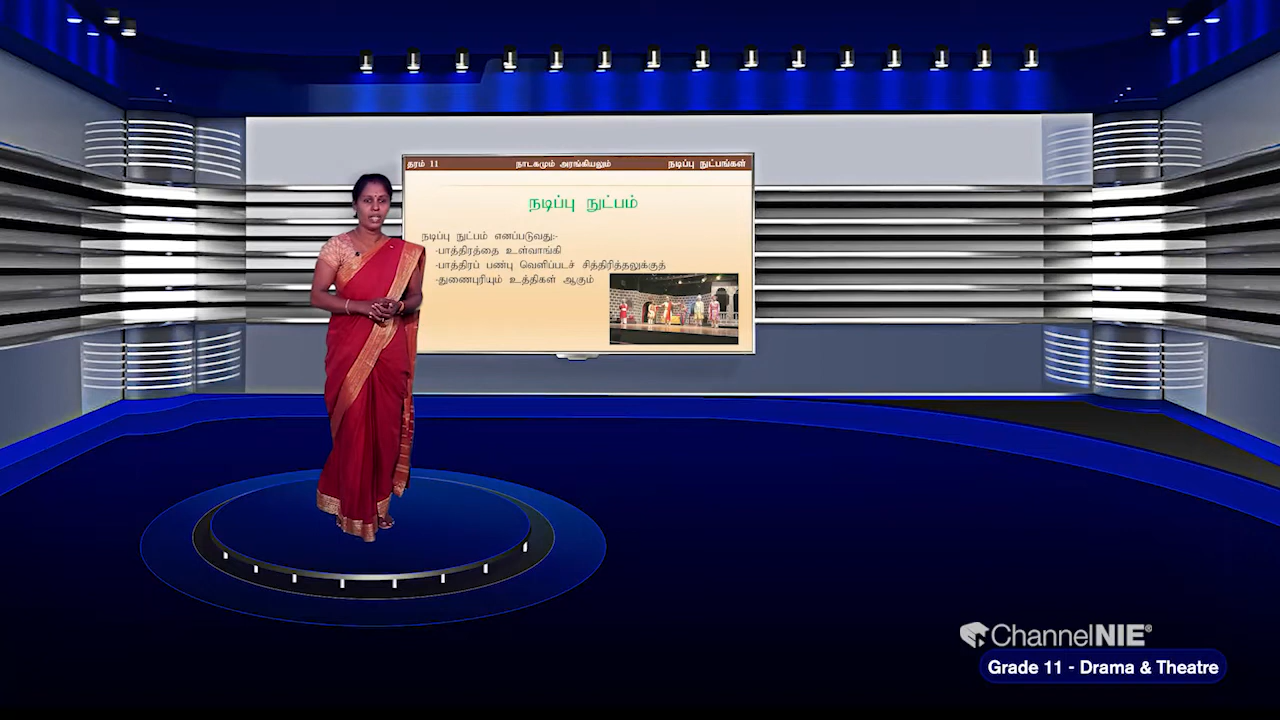 தரம் 11 நாடகமும் அரங்கியலும் நடிப்பு நுட்பங்கள்
நடிப்பு நுட்பம்
நடிப்பு நுட்பம் எனப்படுவது:-
-பாத்திரத்தை உள்வாங்கி
-பாத்திரப் பண்பு வெளிப்படச் சித்திரித்தலுக்குத்
-துணைபுரியும் உத்திகள் ஆகும்
ChannelNIE®
Grade 11 - Drama & Theatre